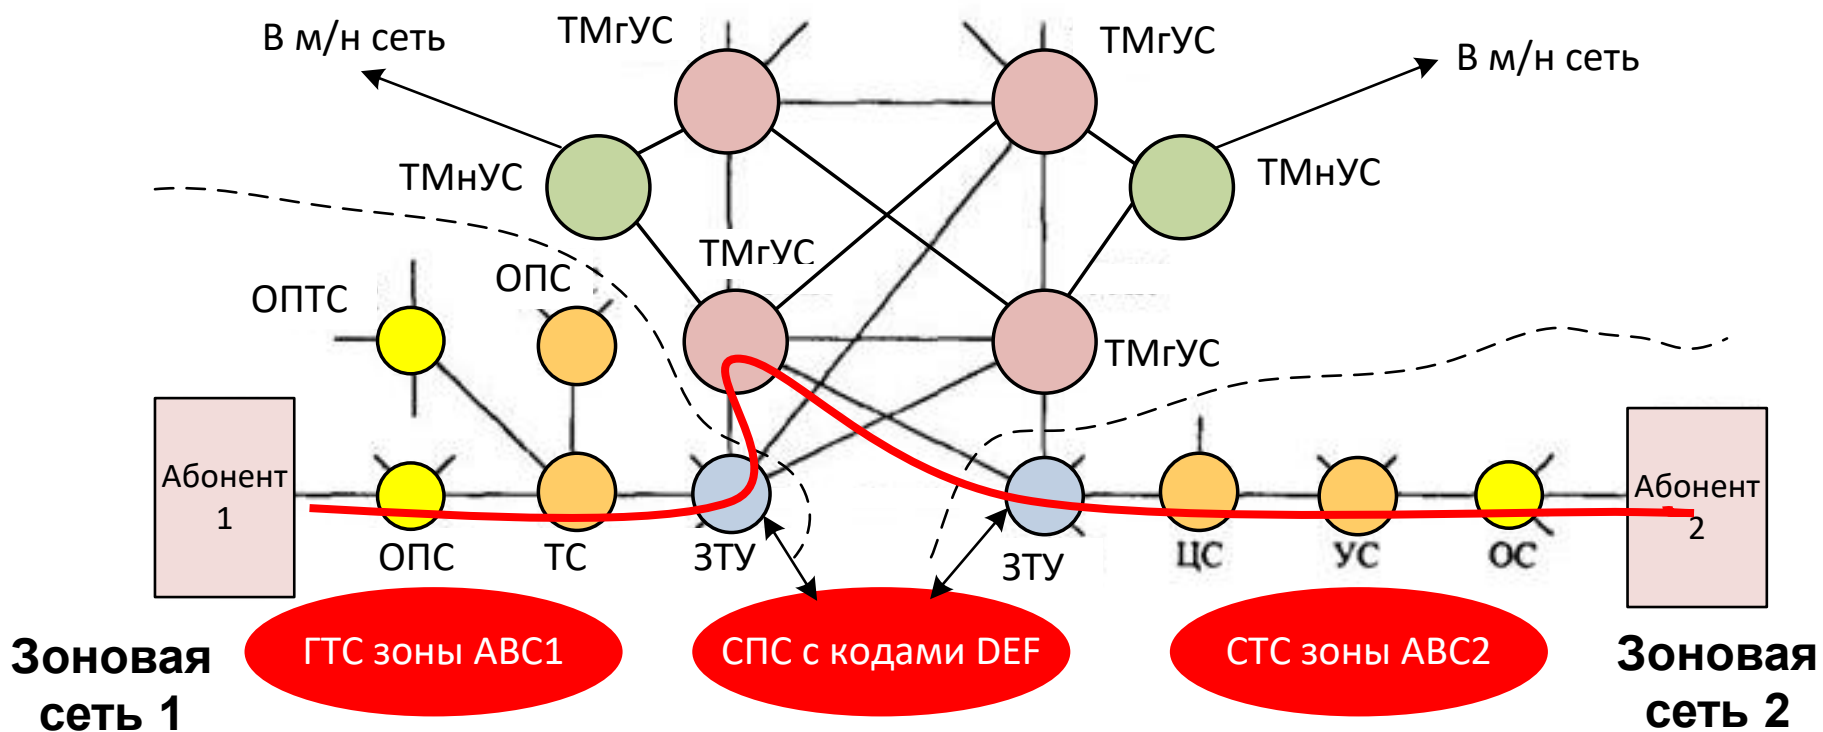 ТМгУС
ТМгУС
В м/н сеть
В м/н сеть
ТМнУС
ТМнУС
ТМгУС
ОПС
ОПТС
ТМгУС
Абонент
1
Абонент
2
ОПС
ТС
ЗТУ
ЗТУ
ЦС
УС
ОС
Зоновая
сеть 1
ГТС зоны АВС1
СПС с кодами DEF
СТС зоны АВС2
Зоновая
сеть 2